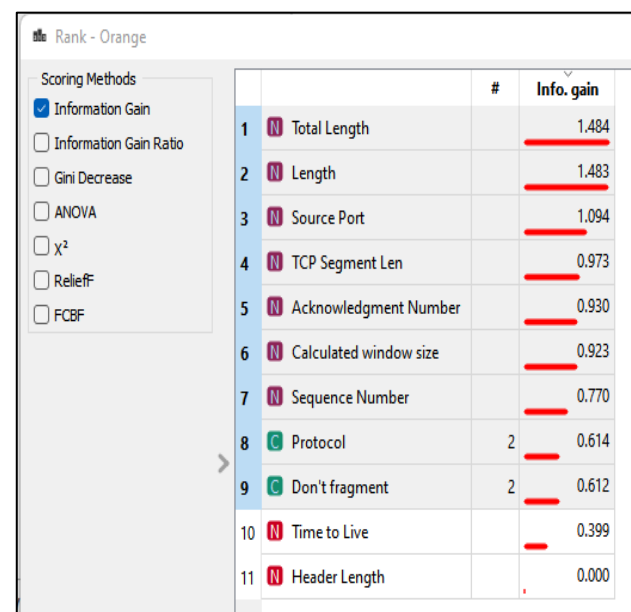 Rank - Orange
Scoring Methods
Information Gain
Information Gain Ratio
Gini Decrease
ANOVA
X²
ReliefF
FCBF
# Info. gain
1 N Total Length 1.484
2 N Length 1.483
3 N Source Port 1.094
4 N TCP Segment Len 0.973
5 N Acknowledgment Number 0.930
6 N Calculated window size 0.923
7 N Sequence Number 0.770
8 C Protocol 2 0.614
9 C Don't fragment 2 0.612
10 N Time to Live 0.399
11 N Header Length 0.000